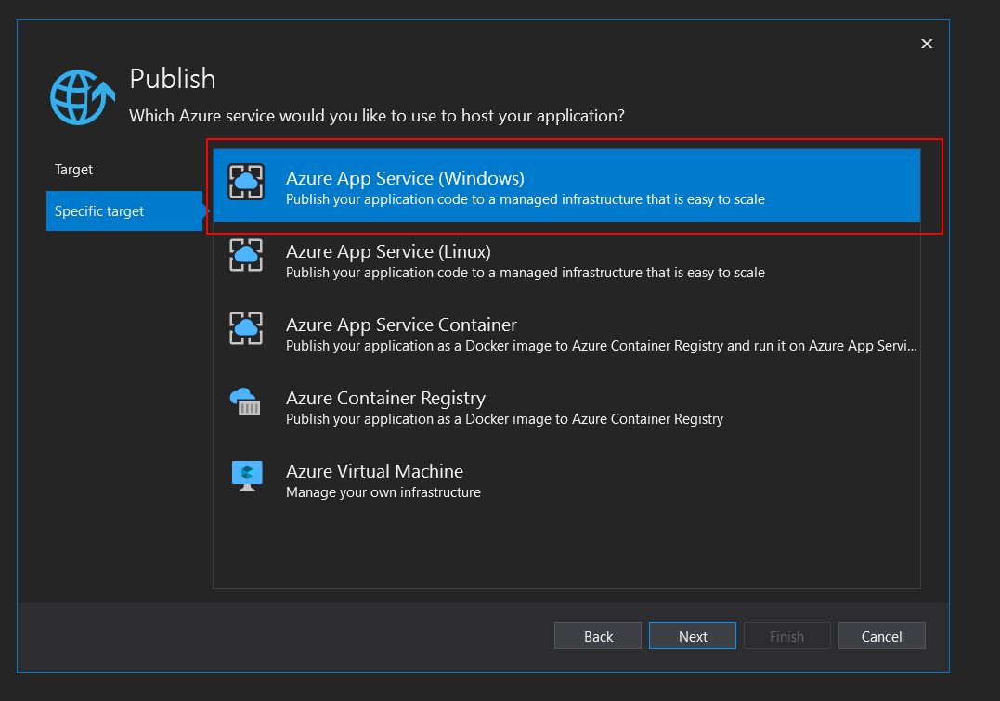 Publish
Which Azure service would you like to use to host your application?
Target
Specific target
Azure App Service (Windows)
Publish your application code to a managed infrastructure that is easy to scale
Azure App Service (Linux)
Publish your application code to a managed infrastructure that is easy to scale
Azure App Service Container
Publish your application as a Docker image to Azure Container Registry and run it on Azure App Servi...
Azure Container Registry
Publish your application as a Docker image to Azure Container Registry
Azure Virtual Machine
Manage your own infrastructure
Back
Next
Finish
Cancel